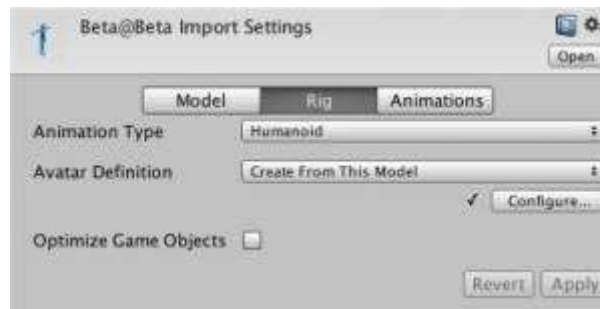 Beta@Beta Import Settings
Open
Model Rig Animations
Animation Type Humanoid
Avatar Definition Create From This Model
✓ Configure...
Optimize Game Objects
Revert Apply